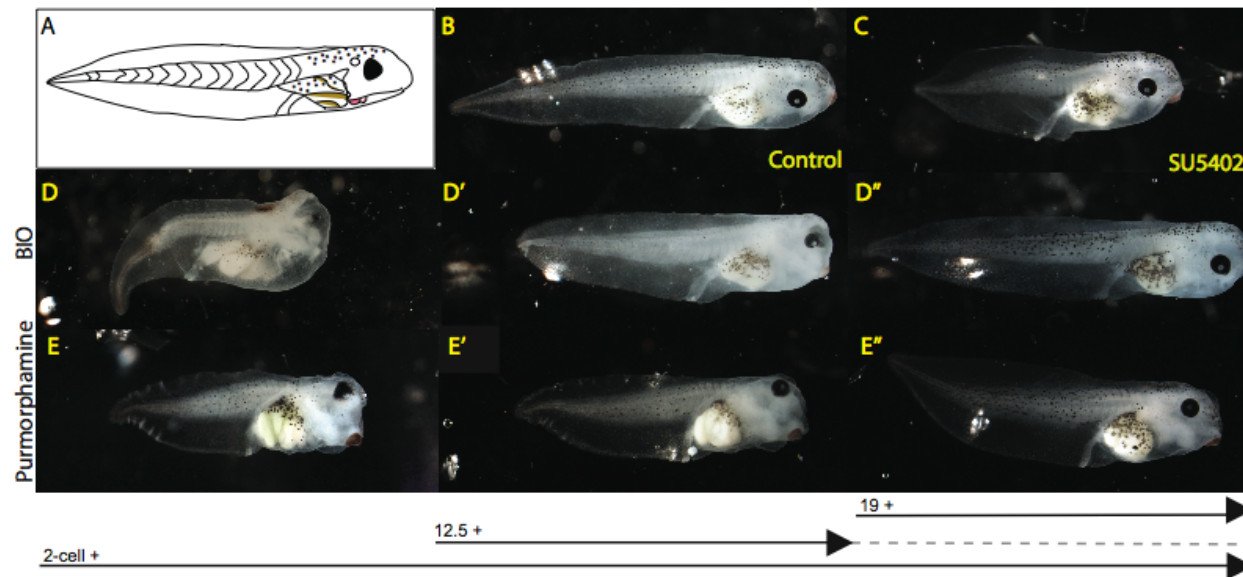 A
B
C
Control
SU5402
BIO
D
D'
D"
Purmorphamine
E
E'
E"
19 +
12.5 +
2-cell +